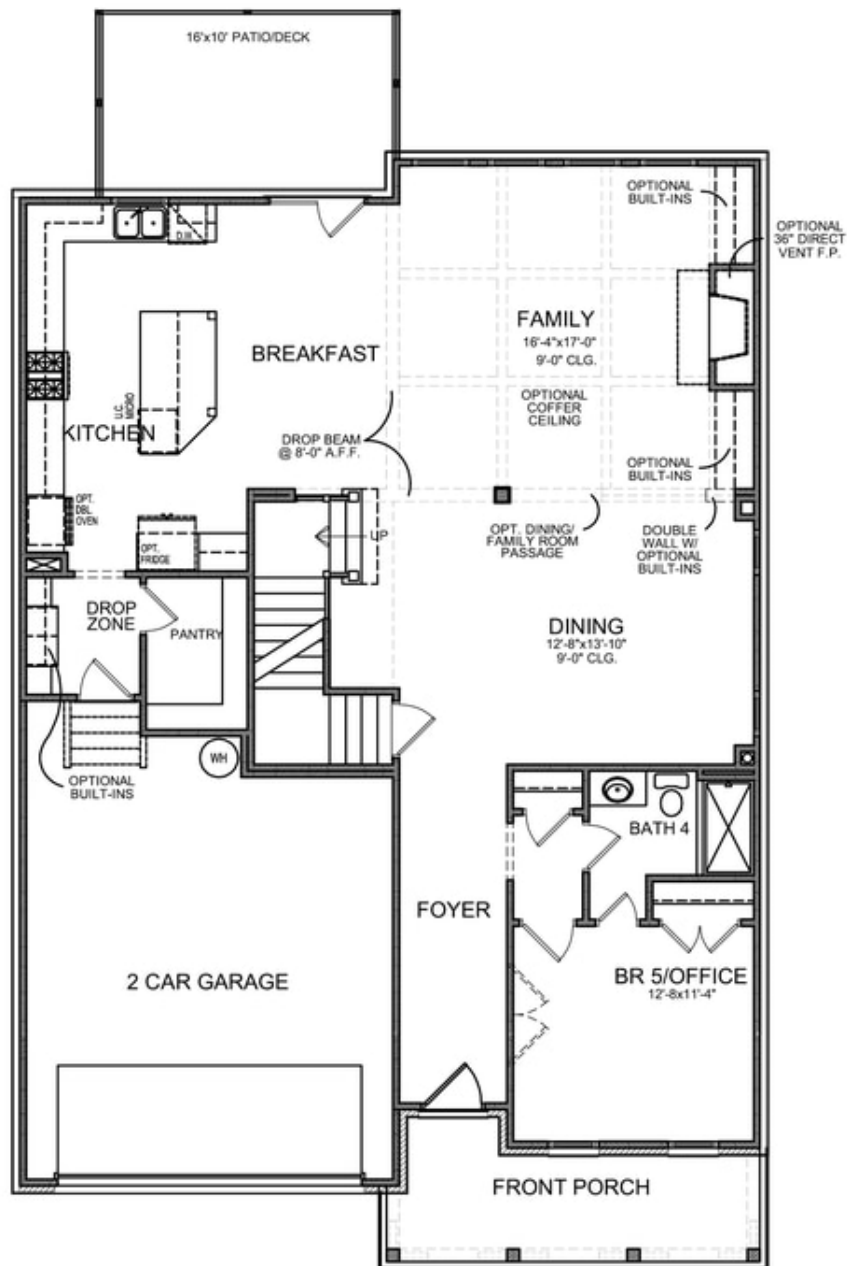 16'x10' PATIO/DECK
OPTIONAL
BUILT-INS
OPTIONAL
36" DIRECT
VENT F.P.
D.W.
FAMILY
16'-4"x17'-0"
9'-0" CLG.
BREAKFAST
U.C.
MICRO
KITCHEN
OPTIONAL
COFFER
CEILING
DROP BEAM
@ 8'-0" A.F.F.
OPTIONAL
BUILT-INS
OPT.
DBL
OVEN
OPT.
FRIDGE
UP
OPT. DINING/
FAMILY ROOM
PASSAGE
DOUBLE
WALL W/
OPTIONAL
BUILT-INS
DROP
ZONE
PANTRY
DINING
12'-8"x13'-10"
9'-0" CLG.
WH
OPTIONAL
BUILT-INS
BATH 4
FOYER
2 CAR GARAGE
BR 5/OFFICE
12'-8x11'-4"
FRONT PORCH